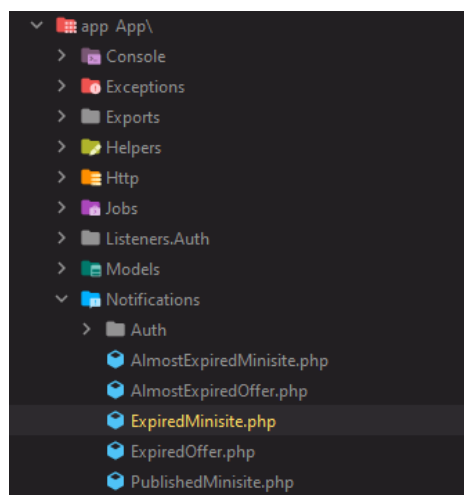 app App\
Console
Exceptions
Exports
Helpers
Http
Jobs
Listeners.Auth
Models
Notifications
Auth
AlmostExpiredMinisite.php
AlmostExpiredOffer.php
ExpiredMinisite.php
ExpiredOffer.php
PublishedMinisite.php